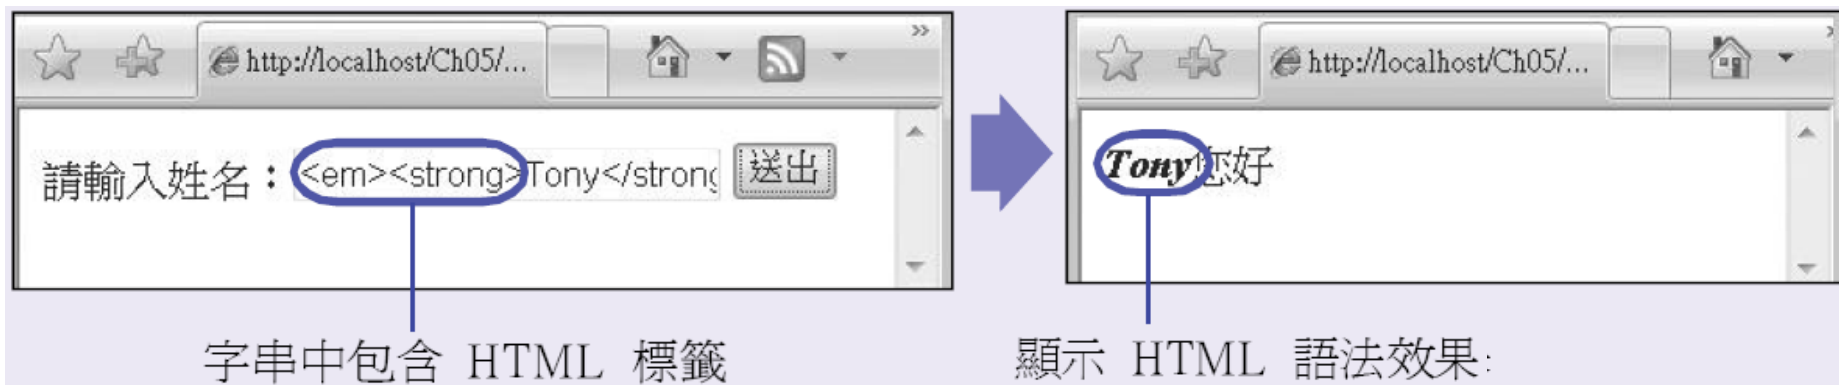 http://localhost/Ch05/...
請輸入姓名：<em><strong>Tony</strong 送出
字串中包含 HTML 標籤
http://localhost/Ch05/...
Tony您好
顯示 HTML 語法效果